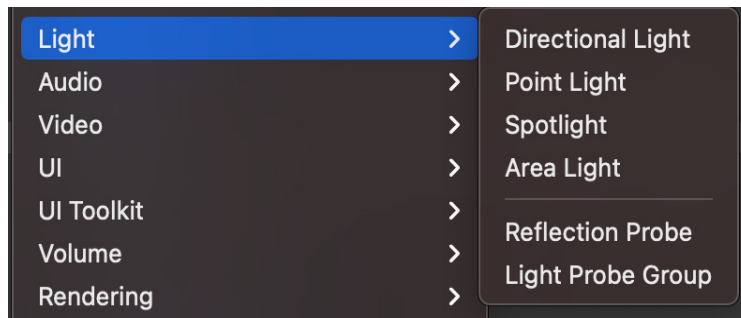 Light
Audio
Video
UI
UI Toolkit
Volume
Rendering
Directional Light
Point Light
Spotlight
Area Light
Reflection Probe
Light Probe Group